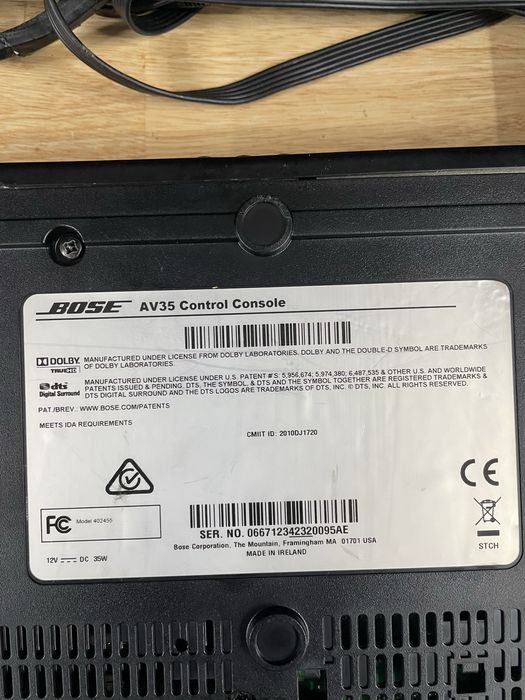 BOSE AV35 Control Console
DOLBY TRUEHD
MANUFACTURED UNDER LICENSE FROM DOLBY LABORATORIES. DOLBY AND THE DOUBLE-D SYMBOL ARE TRADEMARKS
OF DOLBY LABORATORIES.
dts Digital Surround
MANUFACTURED UNDER LICENSE UNDER U.S. PATENT #'S: 5,956,674; 5,974,380; 6,487,535 & OTHER U.S. AND WORLDWIDE
PATENTS ISSUED & PENDING. DTS, THE SYMBOL, & DTS AND THE SYMBOL TOGETHER ARE REGISTERED TRADEMARKS &
DTS DIGITAL SURROUND AND THE DTS LOGOS ARE TRADEMARKS OF DTS, INC. © DTS, INC. ALL RIGHTS RESERVED.
PAT./BREV.: WWW.BOSE.COM/PATENTS
MEETS IDA REQUIREMENTS
CMIIT ID: 2010DJ1720
CE
FC Model 402455
SER. NO. 066712342320095AE
Bose Corporation, The Mountain, Framingham MA 01701 USA
MADE IN IRELAND
12V DC 35W
STCH